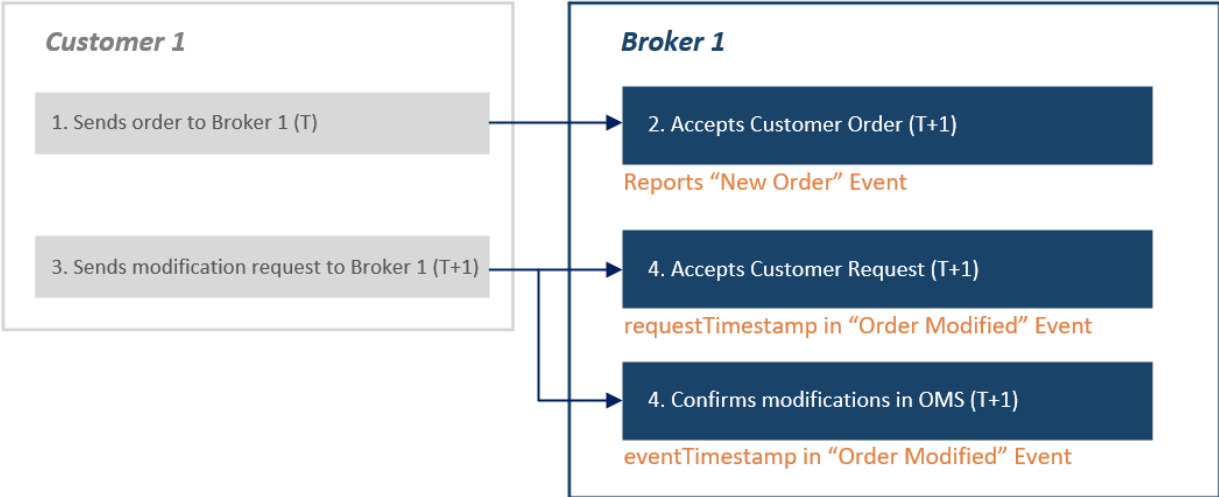 Customer 1
Broker 1
1. Sends order to Broker 1 (T)
2. Accepts Customer Order (T+1)
Reports “New Order” Event
3. Sends modification request to Broker 1 (T+1)
4. Accepts Customer Request (T+1)
requestTimestamp in “Order Modified” Event
4. Confirms modifications in OMS (T+1)
eventTimestamp in “Order Modified” Event